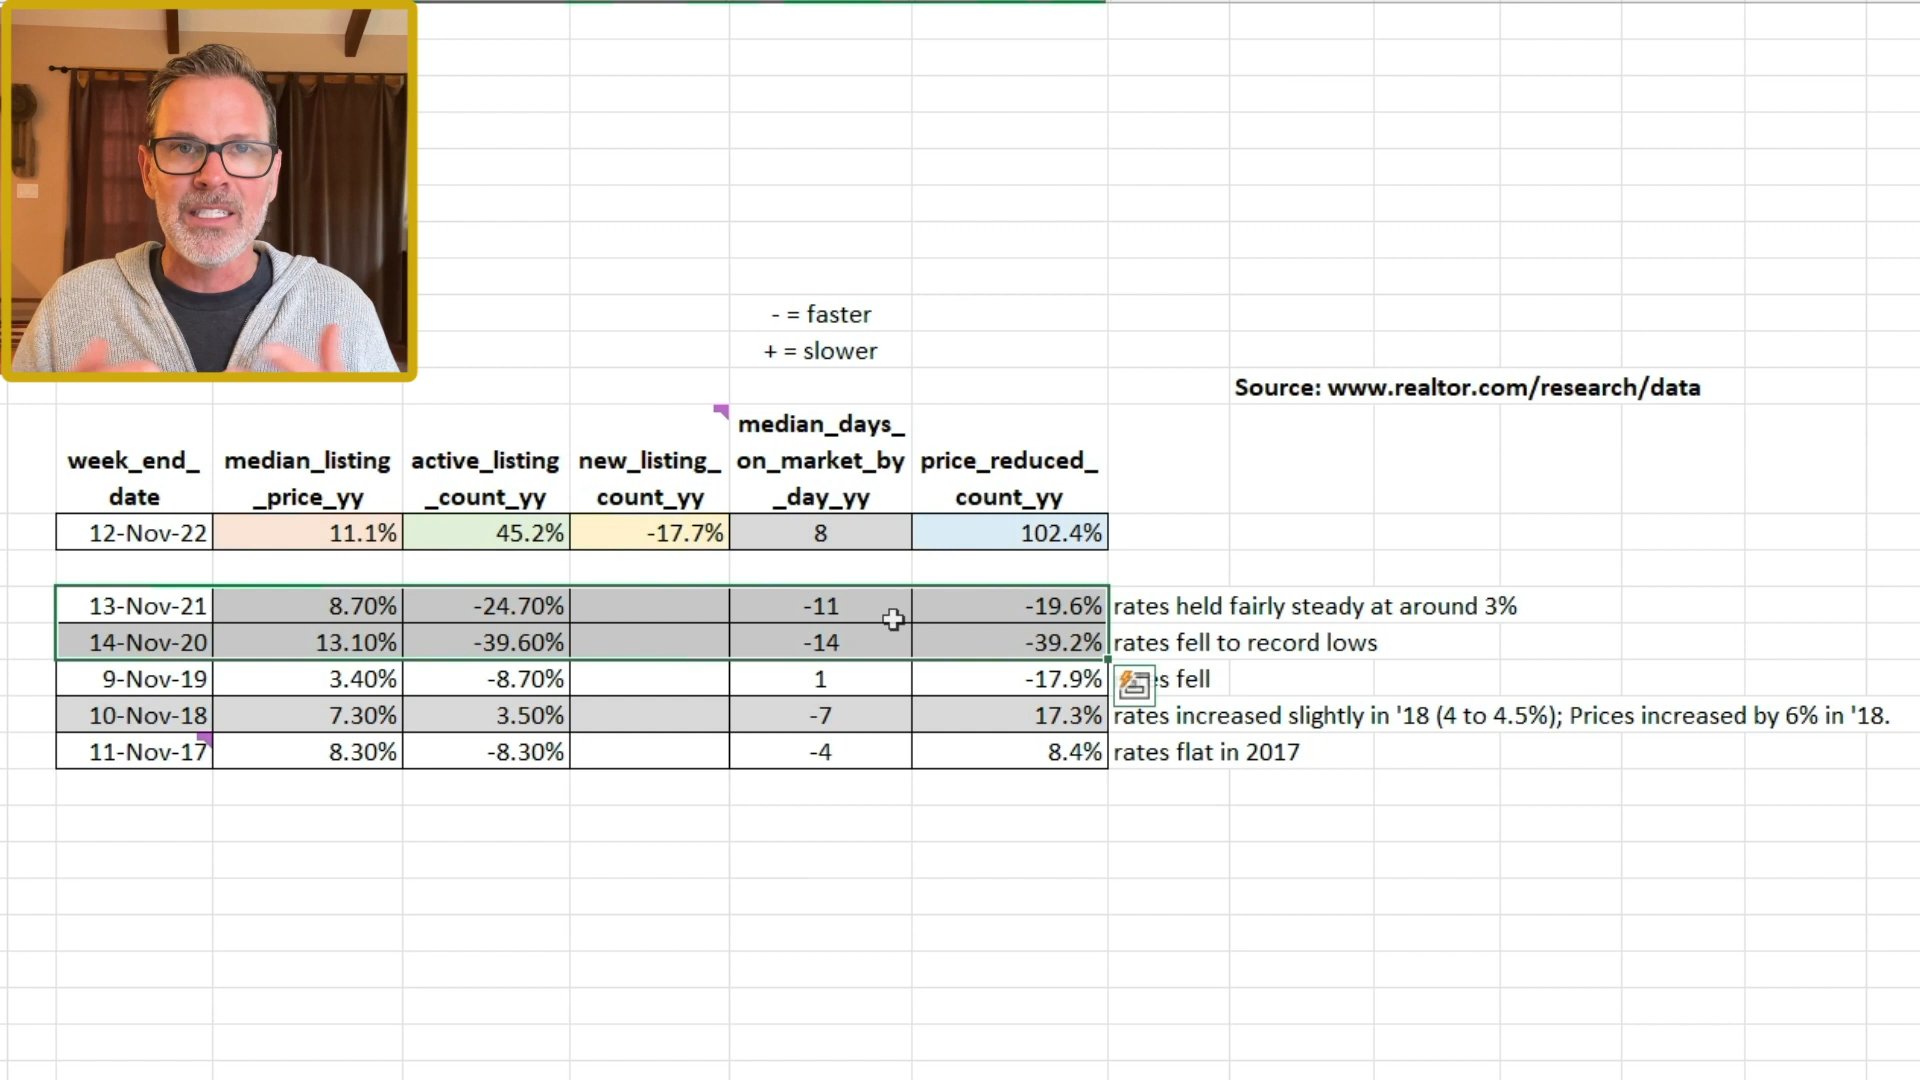 - = faster
+ = slower
Source: www.realtor.com/research/data
week_end_
date
median_listing
_price_yy
active_listing
_count_yy
new_listing_
count_yy
median_days_
on_market_by
_day_yy
price_reduced_
count_yy
12-Nov-22 11.1% 45.2% -17.7% 8 102.4%
13-Nov-21 8.70% -24.70% -11 -19.6% rates held fairly steady at around 3%
14-Nov-20 13.10% -39.60% -14 -39.2% rates fell to record lows
9-Nov-19 3.40% -8.70% 1 -17.9% fell
10-Nov-18 7.30% 3.50% -7 17.3% rates increased slightly in '18 (4 to 4.5%); Prices increased by 6% in '18.
11-Nov-17 8.30% -8.30% -4 8.4% rates flat in 2017